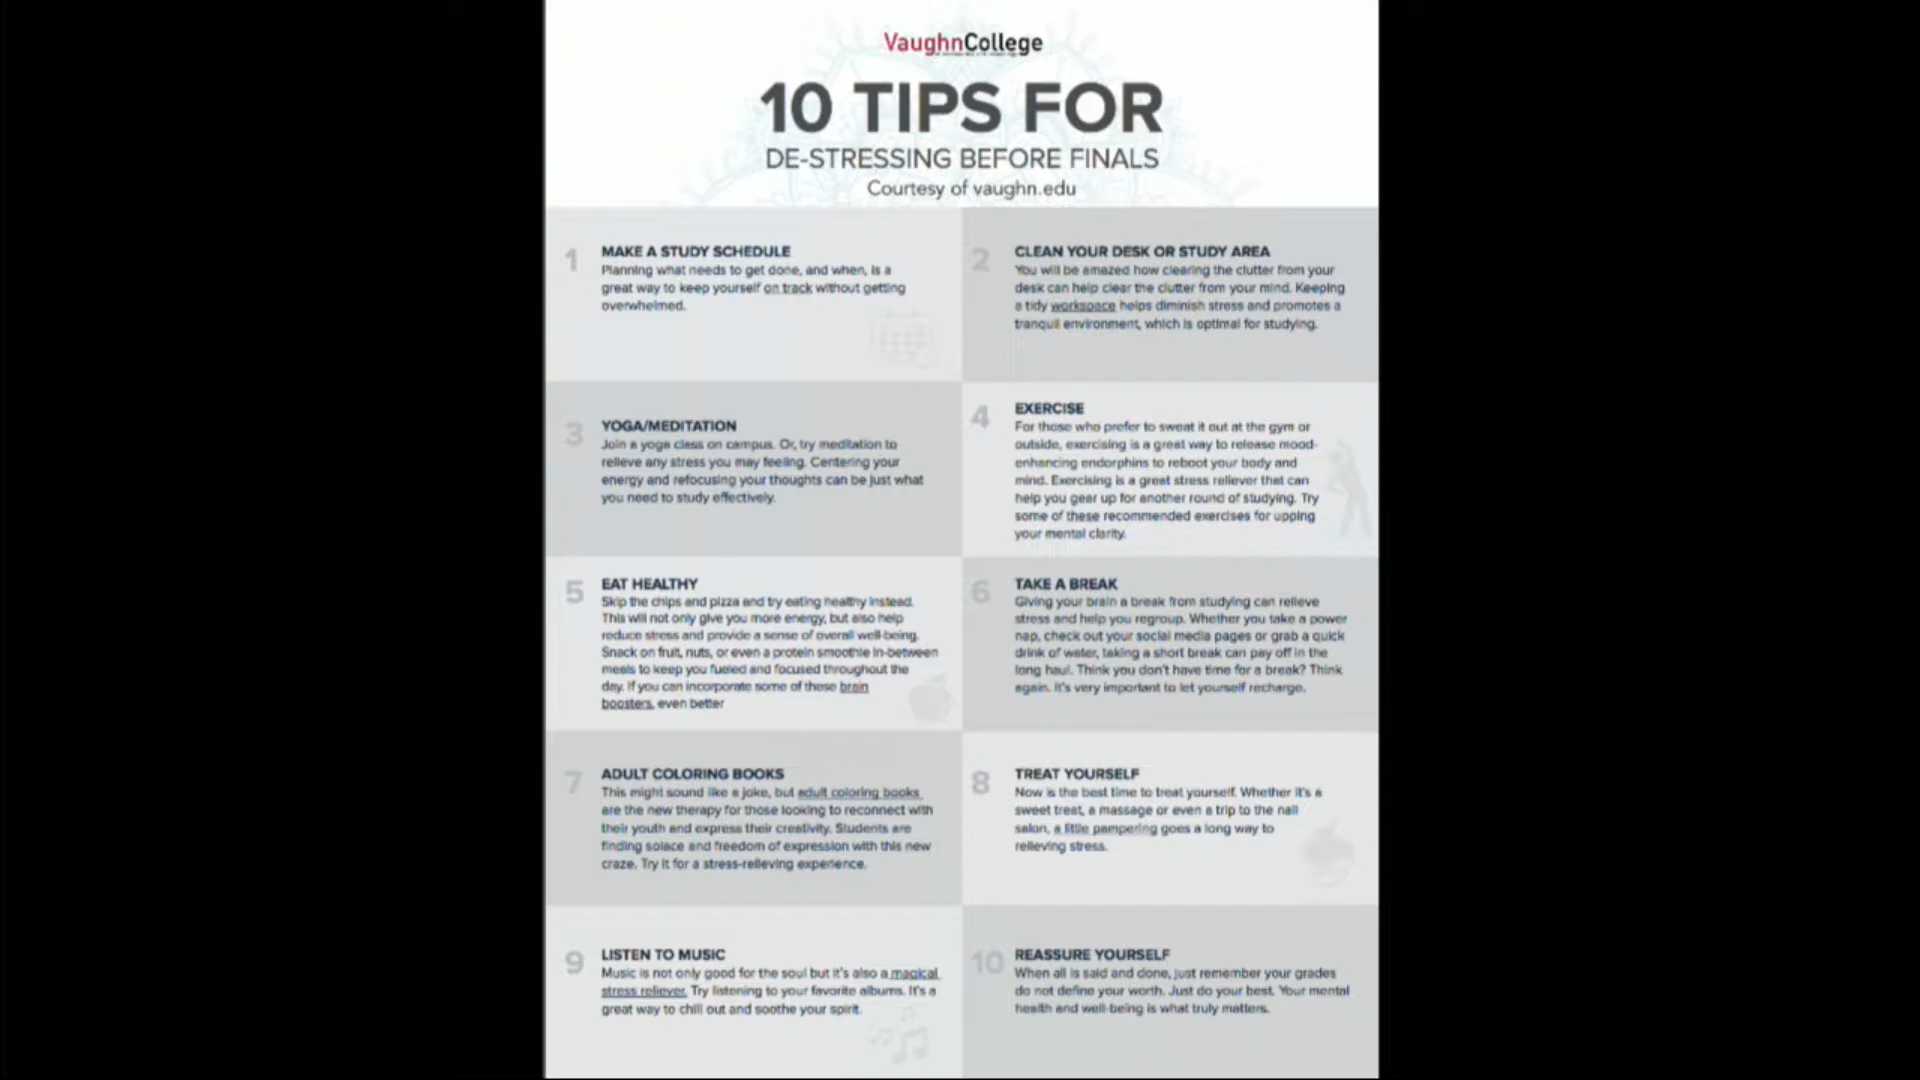 VaughnCollege
10 TIPS FOR
DE-STRESSING BEFORE FINALS
Courtesy of vaughn.edu
1
MAKE A STUDY SCHEDULE
Planning what needs to get done, and when, is a
great way to keep yourself on track without getting
overwhelmed.
2
CLEAN YOUR DESK OR STUDY AREA
You will be amazed how clearing the clutter from your
desk can help clear the clutter from your mind. Keeping
a tidy workspace helps diminish stress and promotes a
tranquil environment, which is optimal for studying.
3
YOGA/MEDITATION
Join a yoga class on campus. Or, try meditation to
relieve any stress you may feeling. Centering your
energy and refocusing your thoughts can be just what
you need to study effectively.
4
EXERCISE
For those who prefer to sweat it out at the gym or
outside, exercising is a great way to release mood-
enhancing endorphins to reboot your body and
mind. Exercising is a great stress reliever that can
help you gear up for another round of studying. Try
some of these recommended exercises for upping
your mental clarity.
5
EAT HEALTHY
Skip the chips and pizza and try eating healthy instead.
This will not only give you more energy, but also help
reduce stress and provide a sense of overall well-being.
Snack on fruit, nuts, or even a protein smoothie in-between
meals to keep you fueled and focused throughout the
day. If you can incorporate some of these brain
boosters, even better
6
TAKE A BREAK
Giving your brain a break from studying can relieve
stress and help you regroup. Whether you take a power
nap, check out your social media pages or grab a quick
drink of water, taking a short break can pay off in the
long haul. Think you don't have time for a break? Think
again. It's very important to let yourself recharge.
7
ADULT COLORING BOOKS
This might sound like a joke, but adult coloring books
are the new therapy for those looking to reconnect with
their youth and express their creativity. Students are
finding solace and freedom of expression with this new
craze. Try it for a stress-relieving experience.
8
TREAT YOURSELF
Now is the best time to treat yourself. Whether it's a
sweet treat, a massage or even a trip to the nail
salon, a little pampering goes a long way to
relieving stress.
9
LISTEN TO MUSIC
Music is not only good for the soul but it's also a magical
stress reliever. Try listening to your favorite albums. It's a
great way to chill out and soothe your spirit.
10
REASSURE YOURSELF
When all is said and done, just remember your grades
do not define your worth. Just do your best. Your mental
health and well-being is what truly matters.